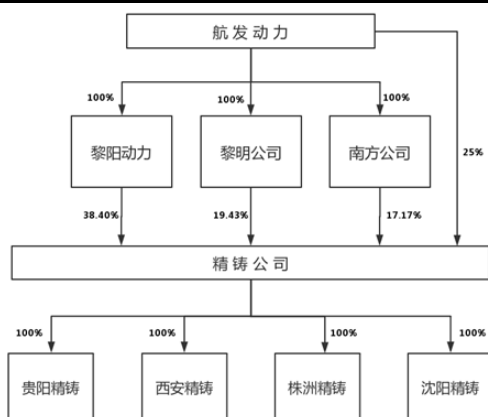 航发动力
100%
100%
100%
黎阳动力
黎明公司
南方公司
25%
38.40%
19.43%
17.17%
精铸公司
100%
100%
100%
100%
贵阳精铸
西安精铸
株洲精铸
沈阳精铸